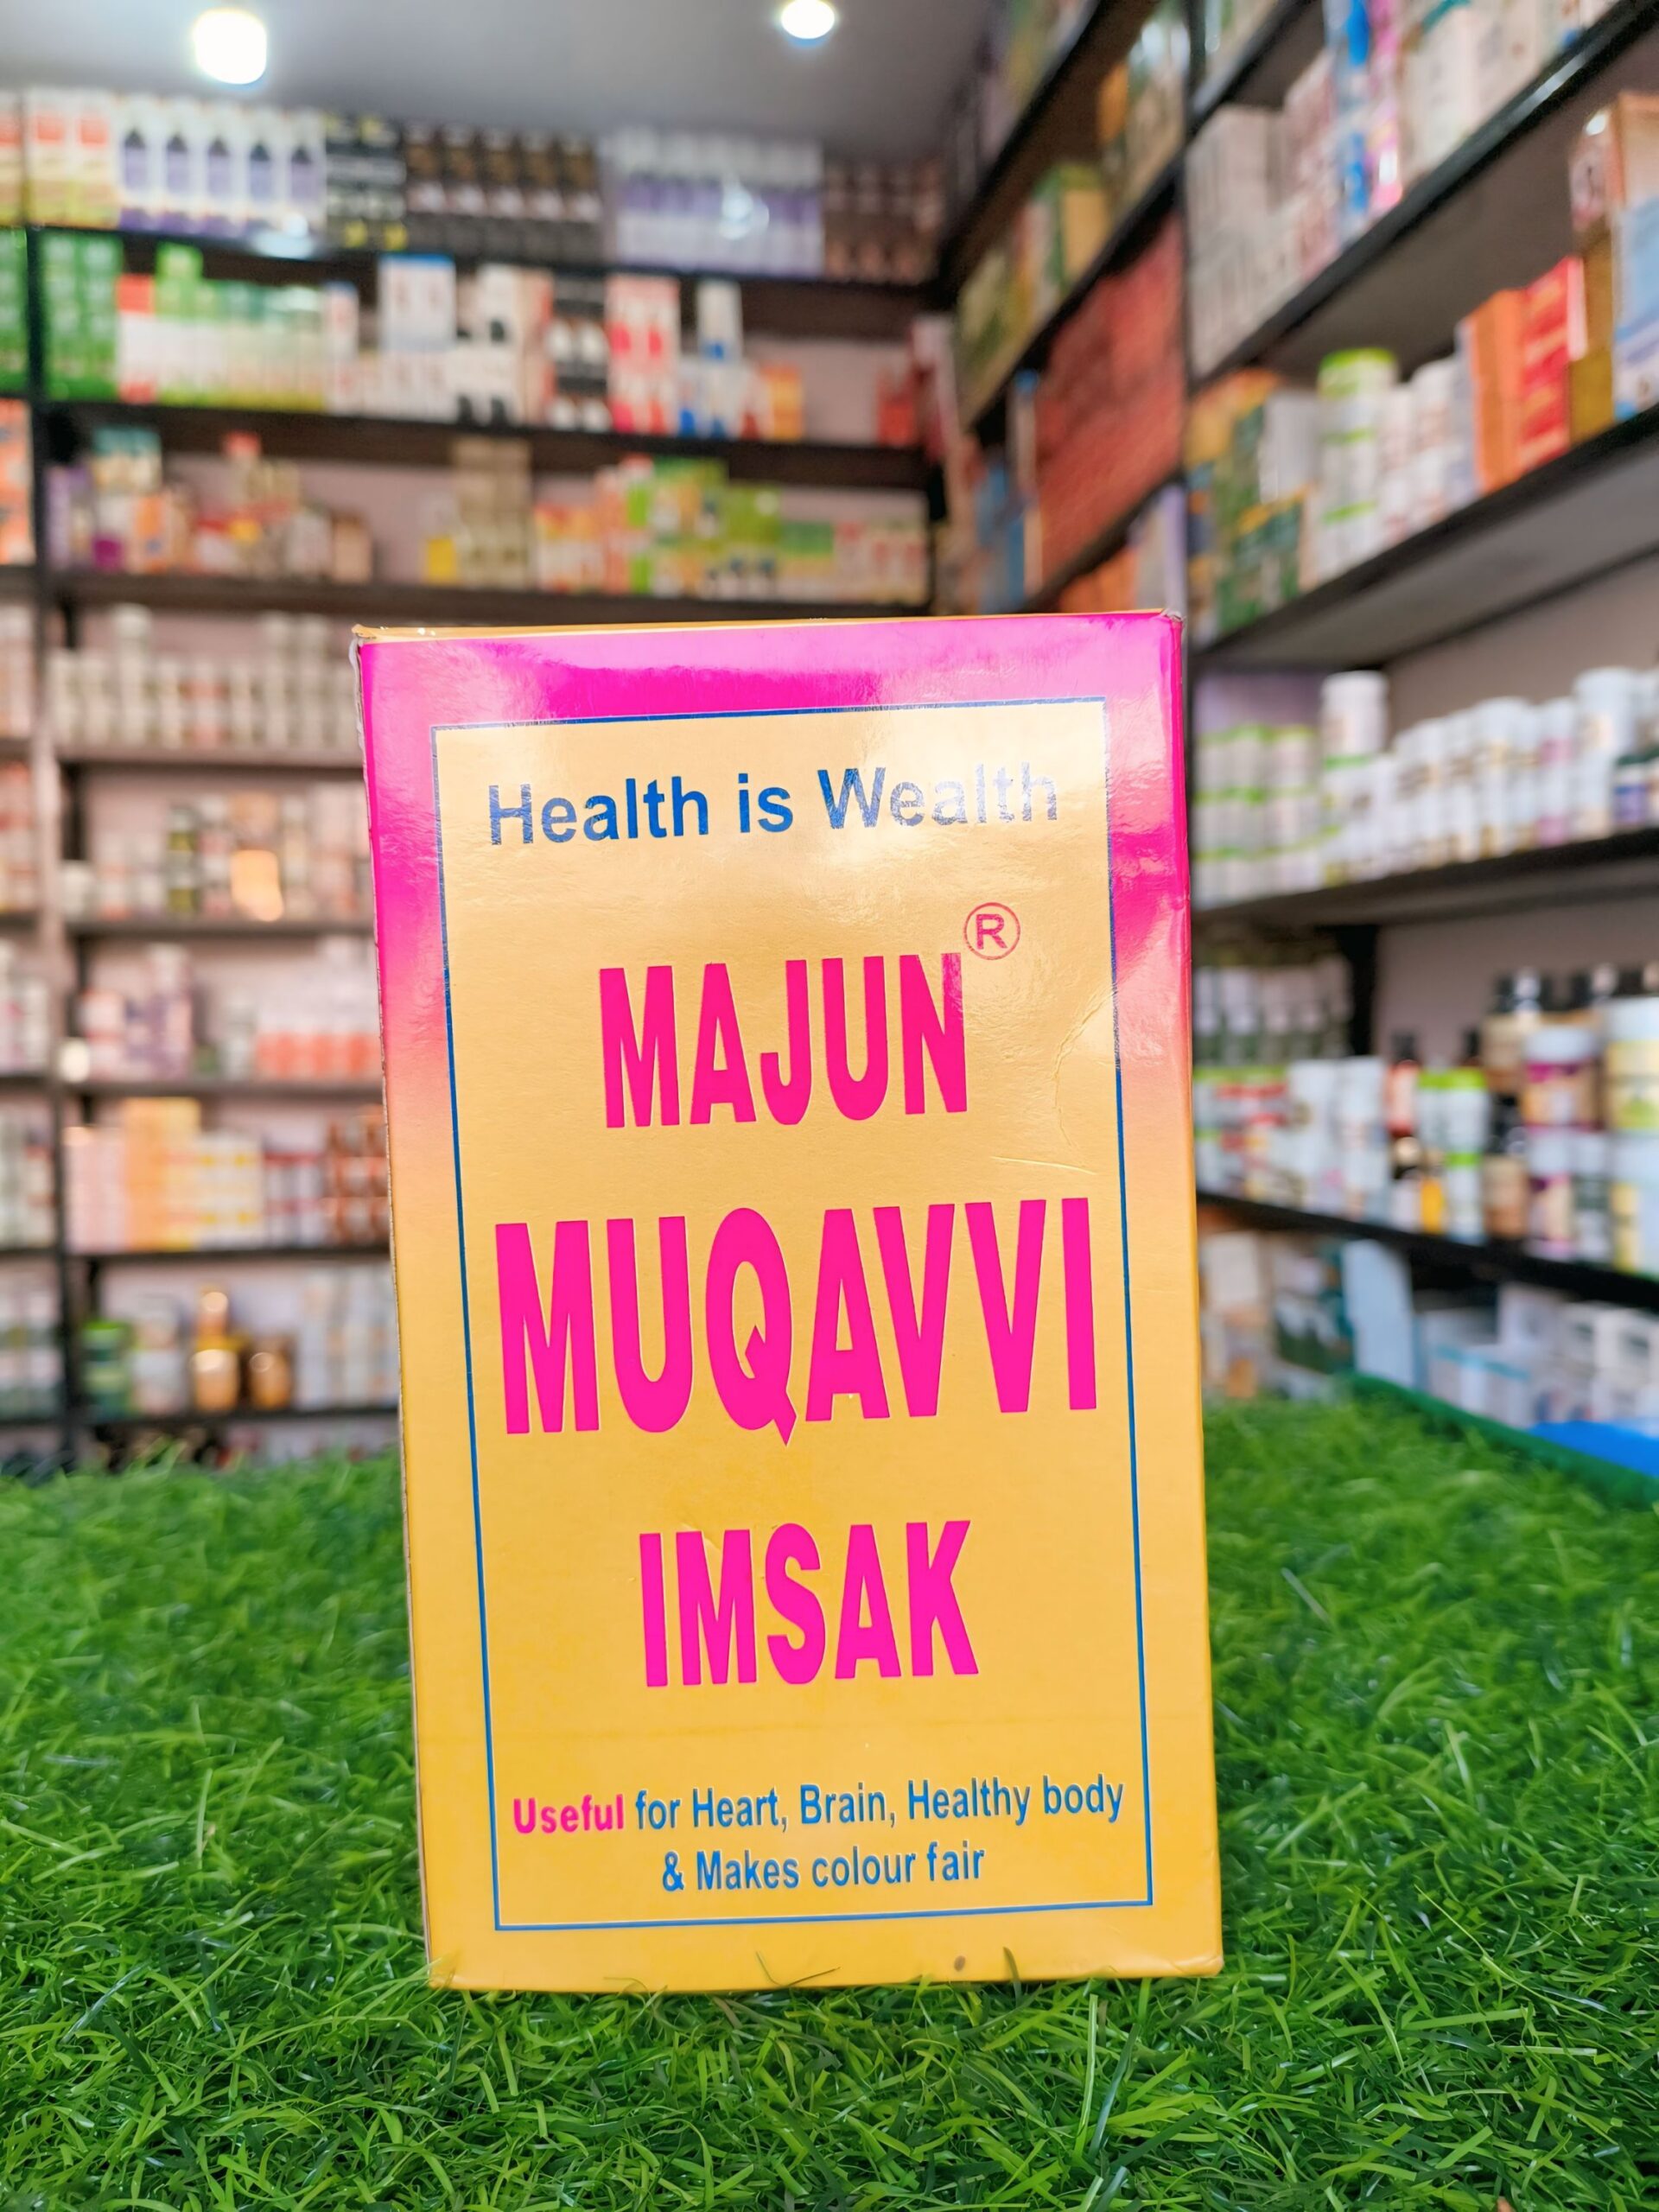 Health is Wealth
MAJUN®
MUQAVVI
IMSAK
Useful for Heart, Brain, Healthy body
& Makes colour fair